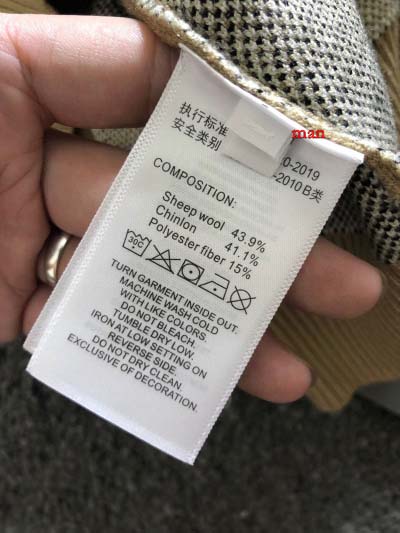 执行标准
man
0-2019
安全类别
-2010 B类
COMPOSITION:
Sheep wool 43.9%
Chinlon 41.1%
Polyester fiber 15%
30C
TURN GARMENT INSIDE OUT.
MACHINE WASH COLD
WITH LIKE COLORS.
DO NOT BLEACH.
TUMBLE DRY LOW.
IRON AT LOW SETTING ON
REVERSE SIDE.
DO NOT DRY CLEAN.
EXCLUSIVE OF DECORATION.